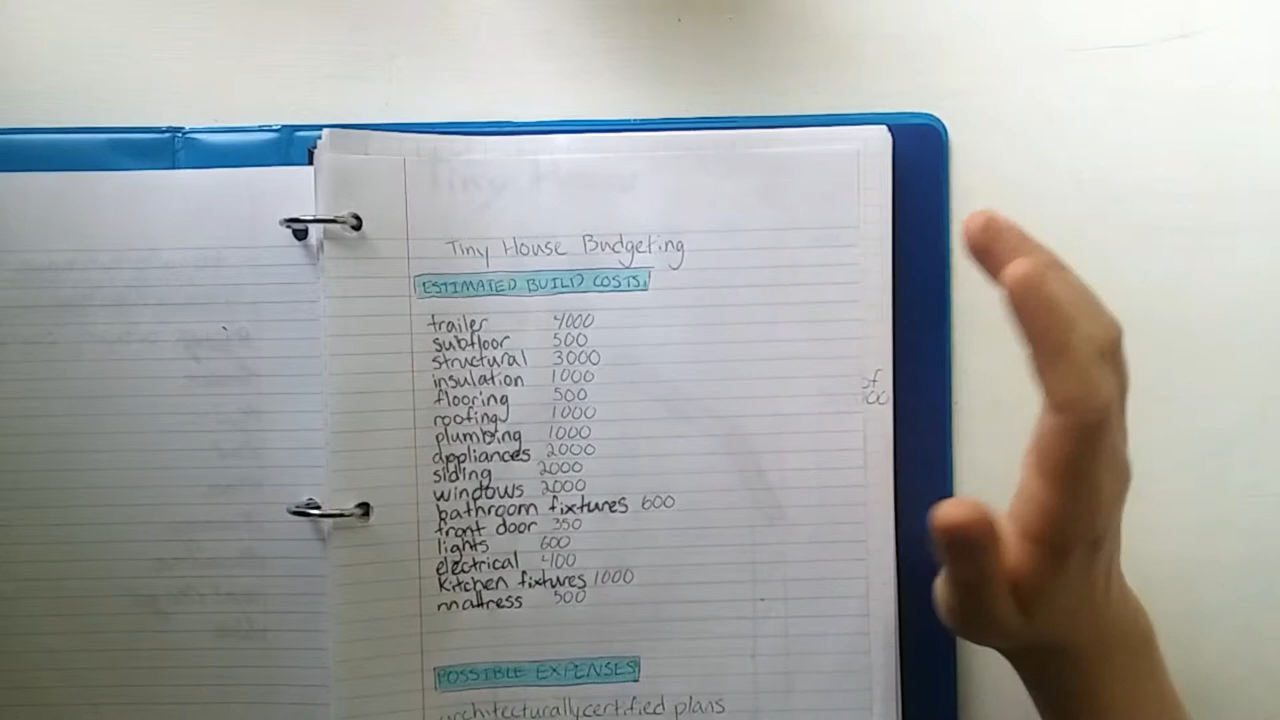 Tiny House Budgeting
ESTIMATED BUILD COSTS
trailer 4000
subfloor 500
structural 3000
insulation 1000
flooring 500
roofing 1000
plumbing 1000
appliances 2000
siding 2000
windows 2000
bathroom fixtures 600
front door 350
lights 600
electrical 400
kitchen fixtures 1000
mattress 500
POSSIBLE EXPENSES
architecturally certified plans